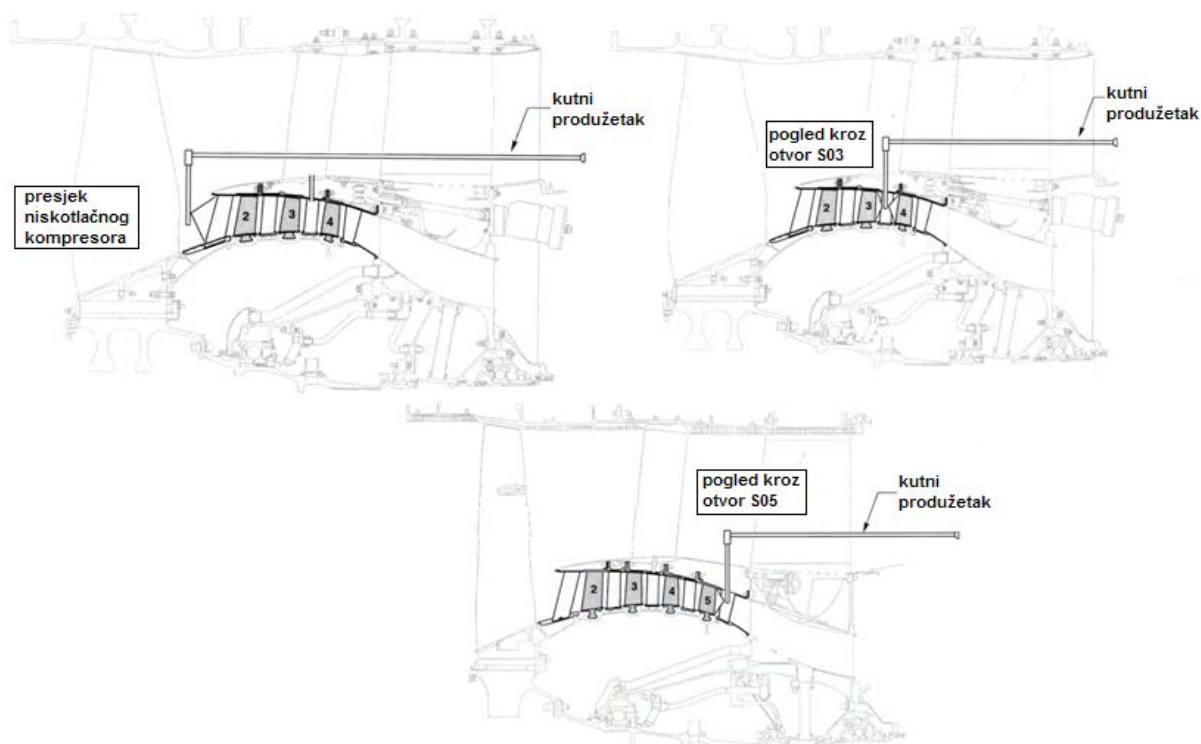 kutni
produžetak
presjek
niskotlačnog
kompresora
2
3
4
kutni
produžetak
pogled kroz
otvor S03
2
3
4
pogled kroz
otvor S05
kutni
produžetak
2
3
4
5